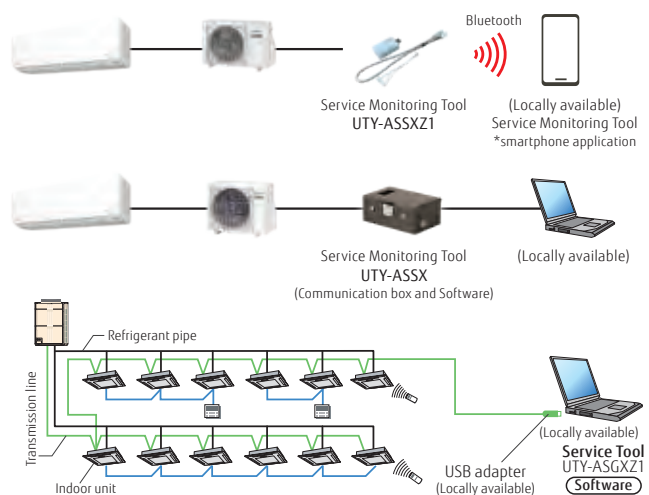 Bluetooth
Service Monitoring Tool
UTY-ASSXZ1
(Locally available)
Service Monitoring Tool
*smartphone application
Service Monitoring Tool
UTY-ASSX
(Communication box and Software)
(Locally available)
Refrigerant pipe
Transmission line
Indoor unit
USB adapter
(Locally available)
(Locally available)
Service Tool
UTY-ASGXZ1
Software